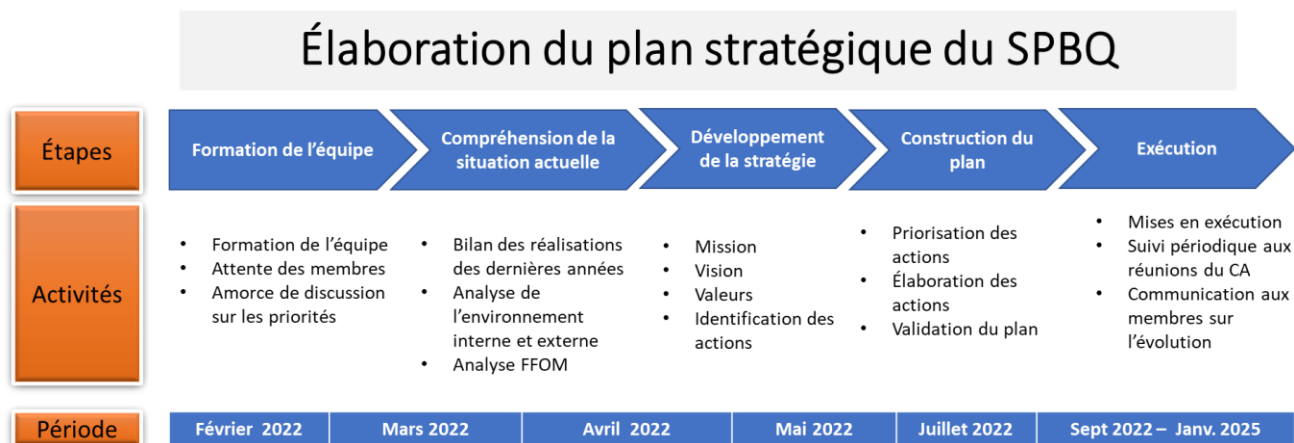 Élaboration du plan stratégique du SPBQ
Étapes
Formation de l'équipe
Compréhension de la
situation actuelle
Développement
de la stratégie
Construction du
plan
Exécution
Activités
• Formation de l'équipe
• Attente des membres
• Amorce de discussion
sur les priorités
• Bilan des réalisations
des dernières années
• Analyse de
l'environnement
interne et externe
• Analyse FFOM
• Mission
• Vision
• Valeurs
• Identification des
actions
• Priorisation des
actions
• Élaboration des
actions
• Validation du plan
• Mises en exécution
• Suivi périodique aux
réunions du CA
• Communication aux
membres sur
l'évolution
Période
Février 2022
Mars 2022
Avril 2022
Mai 2022
Juillet 2022
Sept 2022 – Janv. 2025